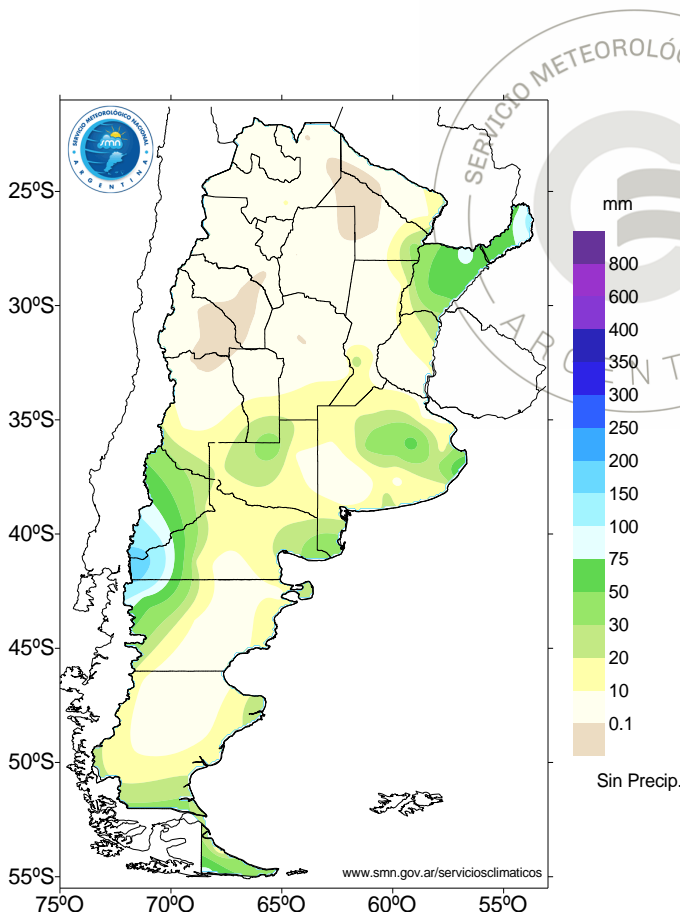 SERVICIO METEOROLÓG
ARGENT
SERVICIO METEOROLÓGICO NACIONAL
smn
ARGENTINA
25ºS
30ºS
35ºS
40ºS
45ºS
50ºS
55ºS
75ºO
70ºO
65ºO
60ºO
55ºO
mm
800
600
400
350
300
250
200
150
100
75
50
30
20
10
0.1
Sin Precip.
www.smn.gov.ar/serviciosclimaticos